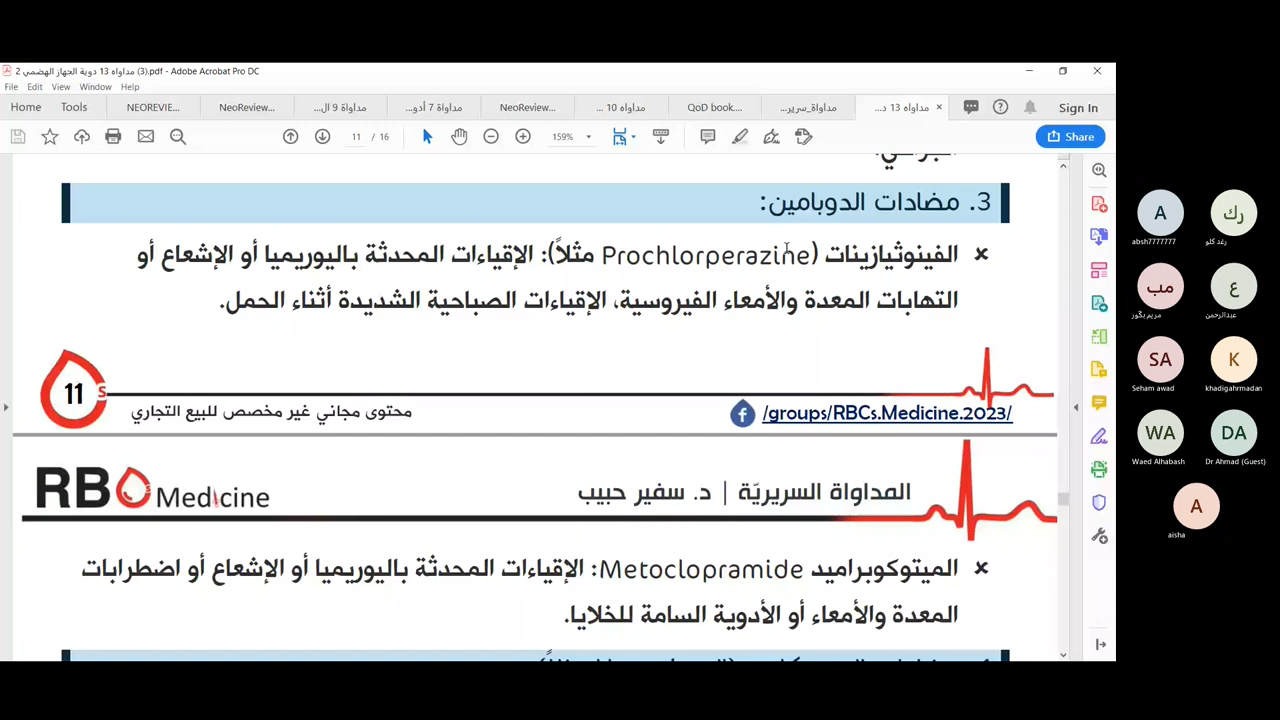 2 مداواه 13 دوية الجهاز الهضمي (3).pdf - Adobe Acrobat Pro DC
File Edit View Window Help
Home Tools NEOREVIE... NeoReview... مداواة 9 ال... مداواة 7 أدو... NeoReview... مداواه 10 ... QoD book.... مداواة_سرير... مداواه 13 د... × Sign In
11 / 16 159% Share
3. مضادات الدوبامين:
× الفينوثيازينات (Prochlorperazine مثلاً): الإقياءات المحدثة باليوريميا أو الإشعاع أو
التهابات المعدة والأمعاء الفيروسية، الإقياءات الصباحية الشديدة أثناء الحمل.
11
محتوى مجاني غير مخصص للبيع التجاري
/groups/RBCs.Medicine.2023/
RB Medicine
المداواة السريريّة | د. سفير حبيب
× الميتوكوبراميد Metoclopramide: الإقياءات المحدثة باليوريميا أو الإشعاع أو اضطرابات
المعدة والأمعاء أو الأدوية السامة للخلايا.
A رك
absh7777777 رغد كلو
مب ع
مريم بكور عبدالرحمن
SA K
Seham awad khadigahrmadan
WA DA
Waed Alhabash Dr Ahmad (Guest)
A
aisha